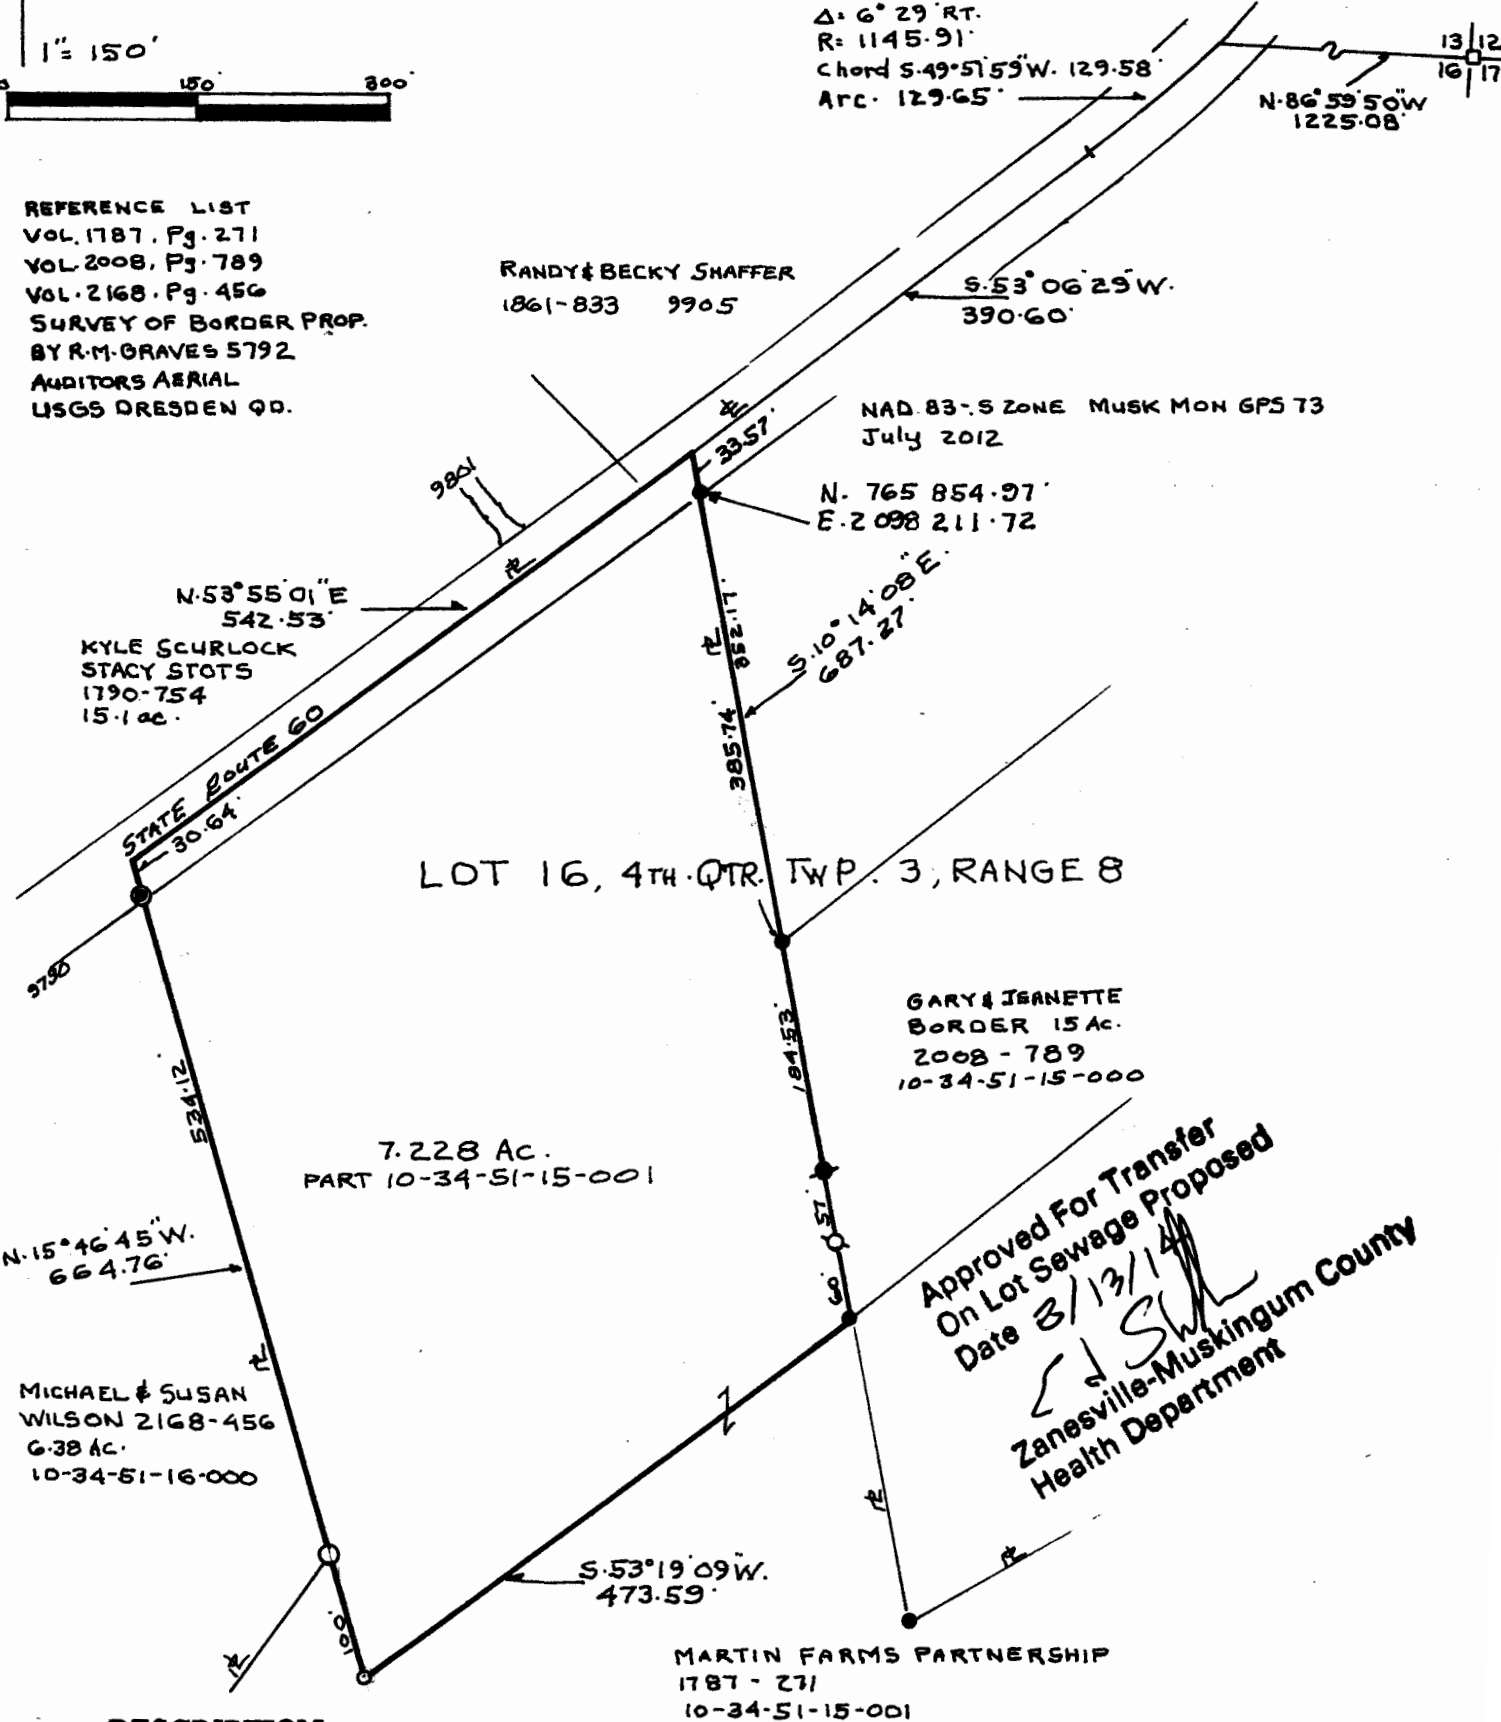 1"= 150'
150'
300'
Δ: 6° 29' RT.
R: 1145.91'
Chord S.49°51'59"W. 129.58'
Arc. 129.65'
13 12
16 17
N.86°59'50"W
1225.08'
REFERENCE LIST
VOL. 1787, Pg. 271
VOL. 2008, Pg. 789
VOL. 2168, Pg. 456
SURVEY OF BORDER PROP.
BY R.M. GRAVES 5792
AUDITORS AERIAL
USGS DRESDEN QD.
RANDY & BECKY SHAFFER
1861-833 9905
S.53°06'29"W.
390.60'
NAD 83-S ZONE MUSK MON GPS 73
July 2012
33.57'
9801
N. 765 854.97'
E. 2 098 211.72
N.53°55'01"E
542.53'
KYLE SCURLOCK
STACY STOTS
1790-754
15.1 ac.
S.10°14'08"E.
687.27'
852.17'
385.74'
STATE ROUTE 60
30.64'
LOT 16, 4TH. QTR. TWP. 3, RANGE 8
9790
GARY & JEANETTE
BORDER 15 Ac.
2008 - 789
10-34-51-15-000
184.53'
534.12'
7.228 Ac.
PART 10-34-51-15-001
57'
N.15°46'45"W.
664.76'
Approved For Transfer
On Lot Sewage Proposed
Date 8/13/14
Zanesville-Muskingum County
Health Department
MICHAEL & SUSAN
WILSON 2168-456
6.38 Ac.
10-34-51-16-000
S.53°19'09"W.
473.59'
100'
MARTIN FARMS PARTNERSHIP
1787 - 271
10-34-51-15-001